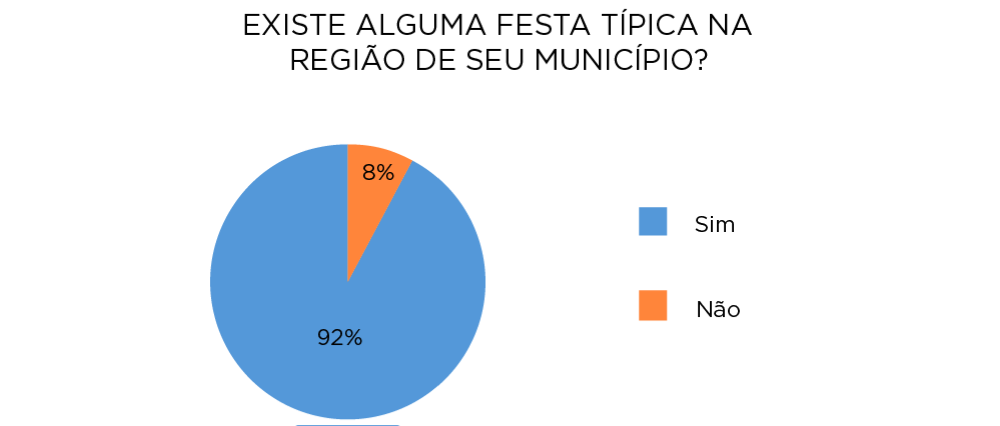 EXISTE ALGUMA FESTA TÍPICA NA
REGIÃO DE SEU MUNICÍPIO?
8%
92%
Sim
Não